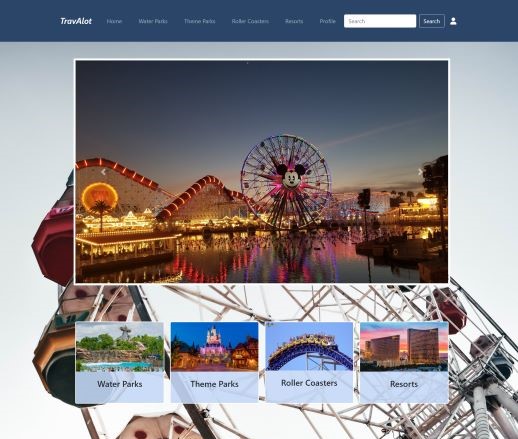 TravAlot Home Water Parks Theme Parks Roller Coasters Resorts Profile Search Search
Water Parks Theme Parks Roller Coasters Resorts